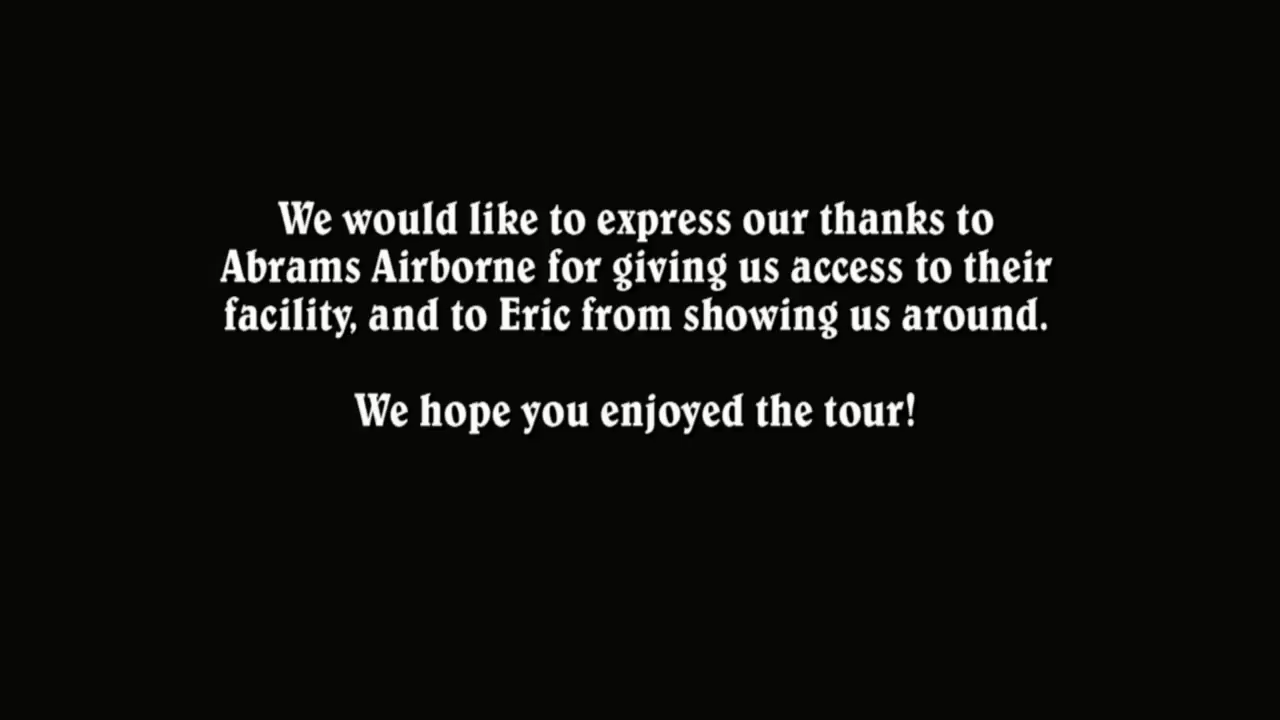 We would like to express our thanks to
Abrams Airborne for giving us access to their
facility, and to Eric from showing us around.
We hope you enjoyed the tour!